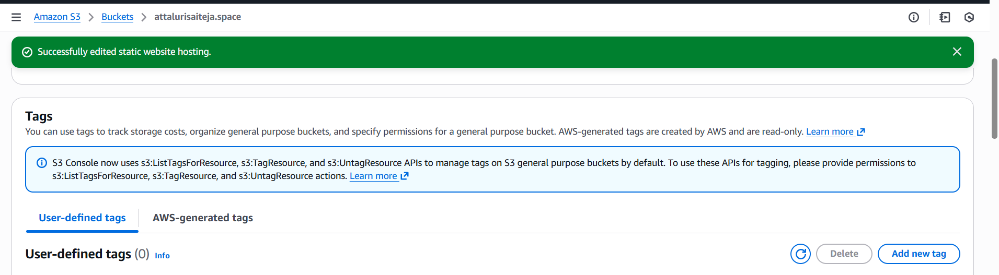 Amazon S3 > Buckets > attalurisaiteja.space
Successfully edited static website hosting.
Tags
You can use tags to track storage costs, organize general purpose buckets, and specify permissions for a general purpose bucket. AWS-generated tags are created by AWS and are read-only. Learn more
S3 Console now uses s3:ListTagsForResource, s3:TagResource, and s3:UntagResource APIs to manage tags on S3 general purpose buckets by default. To use these APIs for tagging, please provide permissions to
s3:ListTagsForResource, s3:TagResource, and s3:UntagResource actions. Learn more
User-defined tags AWS-generated tags
User-defined tags (0) Info Delete Add new tag